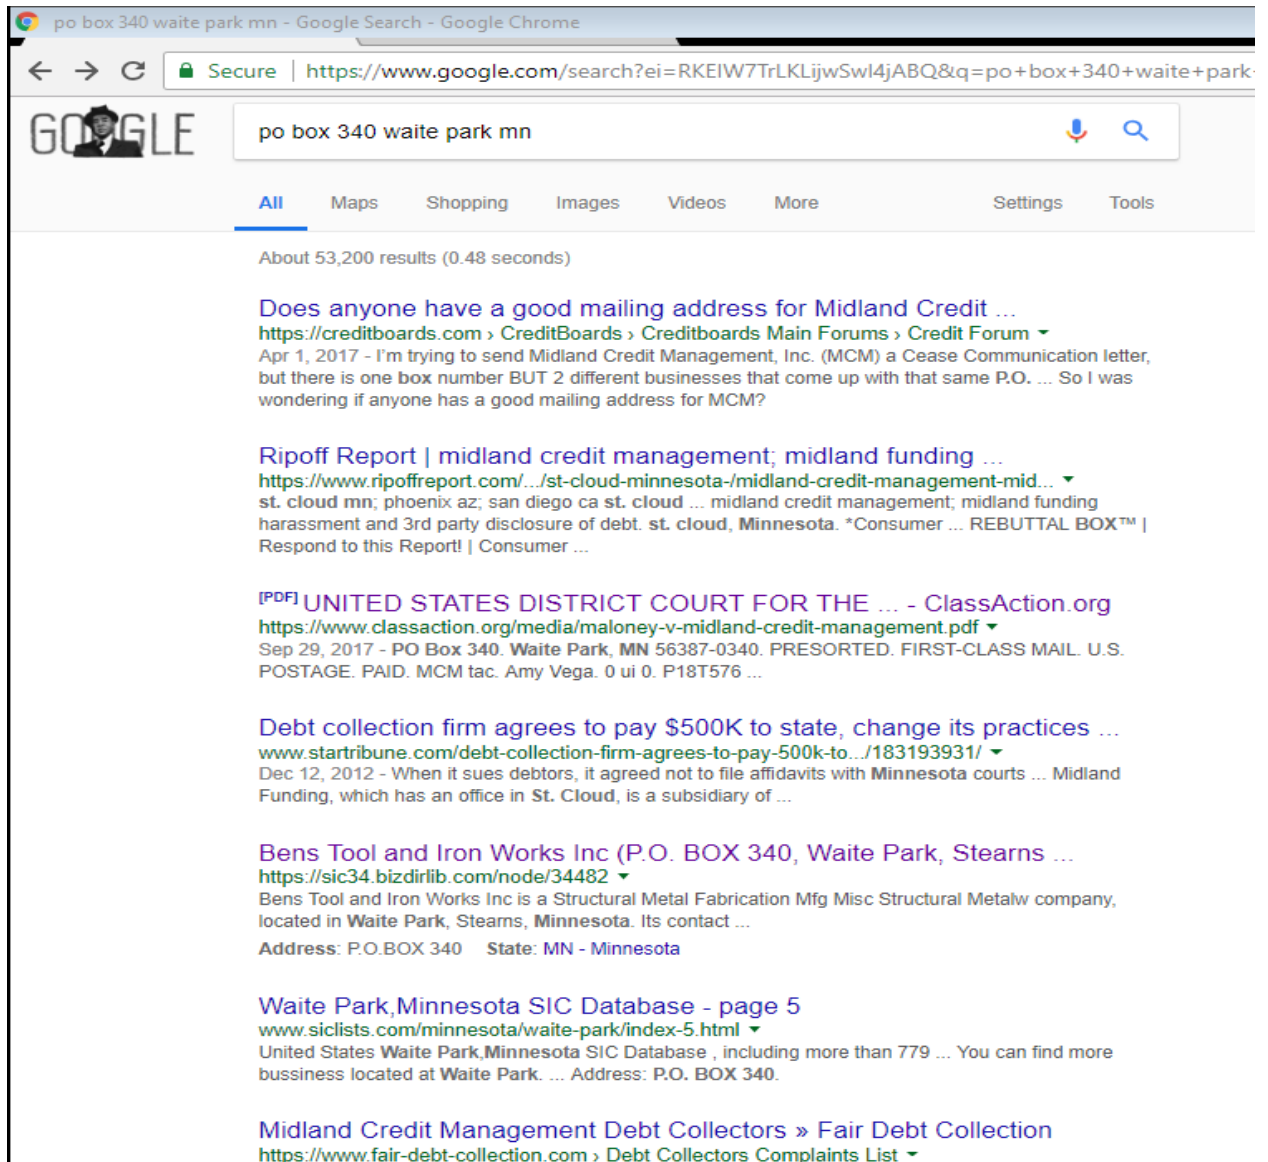 po box 340 waite park mn - Google Search - Google Chrome
Secure | https://www.google.com/search?ei=RKEIW7TrLKLijwSwl4jABQ&q=po+box+340+waite+park
GOOGLE
po box 340 waite park mn
All Maps Shopping Images Videos More Settings Tools
About 53,200 results (0.48 seconds)
Does anyone have a good mailing address for Midland Credit ...
https://creditboards.com › CreditBoards › Creditboards Main Forums › Credit Forum
Apr 1, 2017 - I'm trying to send Midland Credit Management, Inc. (MCM) a Cease Communication letter,
but there is one box number BUT 2 different businesses that come up with that same P.O. ... So I was
wondering if anyone has a good mailing address for MCM?
Ripoff Report | midland credit management; midland funding ...
https://www.ripoffreport.com/.../st-cloud-minnesota-/midland-credit-management-mid...
st. cloud mn; phoenix az; san diego ca st. cloud ... midland credit management; midland funding
harassment and 3rd party disclosure of debt. st. cloud, Minnesota. *Consumer ... REBUTTAL BOX™ |
Respond to this Report! | Consumer ...
[PDF] UNITED STATES DISTRICT COURT FOR THE ... - ClassAction.org
https://www.classaction.org/media/maloney-v-midland-credit-management.pdf
Sep 29, 2017 - PO Box 340. Waite Park, MN 56387-0340. PRESORTED. FIRST-CLASS MAIL. U.S.
POSTAGE. PAID. MCM tac. Amy Vega. 0 ui 0. P18T576 ...
Debt collection firm agrees to pay $500K to state, change its practices ...
www.startribune.com/debt-collection-firm-agrees-to-pay-500k-to.../183193931/
Dec 12, 2012 - When it sues debtors, it agreed not to file affidavits with Minnesota courts ... Midland
Funding, which has an office in St. Cloud, is a subsidiary of ...
Bens Tool and Iron Works Inc (P.O. BOX 340, Waite Park, Stearns ...
https://sic34.bizdirlib.com/node/34482
Bens Tool and Iron Works Inc is a Structural Metal Fabrication Mfg Misc Structural Metalw company,
located in Waite Park, Stearns, Minnesota. Its contact ...
Address: P.O.BOX 340 State: MN - Minnesota
Waite Park,Minnesota SIC Database - page 5
www.siclists.com/minnesota/waite-park/index-5.html
United States Waite Park,Minnesota SIC Database , including more than 779 ... You can find more
bussiness located at Waite Park. ... Address: P.O. BOX 340.
Midland Credit Management Debt Collectors » Fair Debt Collection
https://www.fair-debt-collection.com › Debt Collectors Complaints List